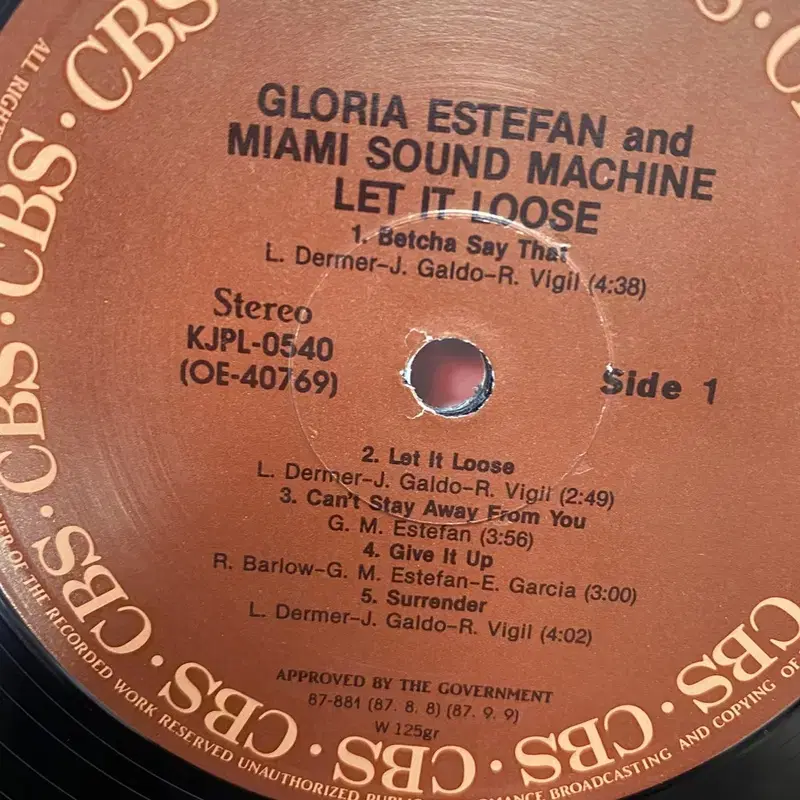 GLORIA ESTEFAN and
MIAMI SOUND MACHINE
LET IT LOOSE
1. Betcha Say That
L. Dermer-J. Galdo-R. Vigil (4:38)
Stereo
KJPL-0540
(OE-40769)
Side 1
2. Let It Loose
L. Dermer-J. Galdo-R. Vigil (2:49)
3. Can't Stay Away From You
G. M. Estefan (3:56)
4. Give It Up
R. Barlow-G. M. Estefan-E. Garcia (3:00)
5. Surrender
L. Dermer-J. Galdo-R. Vigil (4:02)
APPROVED BY THE GOVERNMENT
87-881 (87. 8. 8) (87. 9. 9)
W 125gr
CBS · CBS · CBS · CBS · CBS · CBS · CBS · CBS · CBS
ALL OF THE RECORDED WORK RESERVED UNAUTHORIZED BROADCASTING AND COPYING OF